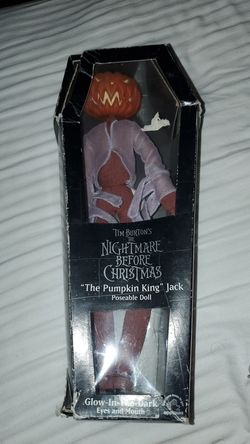 TIM BURTON'S
THE
NIGHTMARE
BEFORE
CHRISTMAS
"The Pumpkin King" Jack
Poseable Doll
Glow-In-The-Dark
Eyes and Mouth
applause